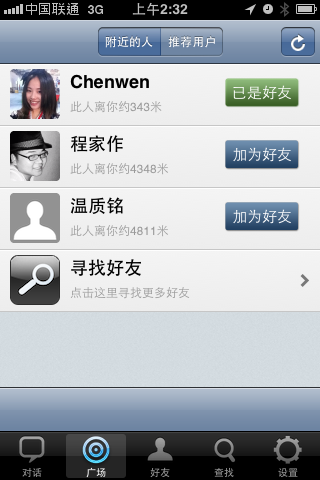 中国联通 3G 上午2:32
附近的人 推荐用户
Chenwen
此人离你约343米
已是好友
程家作
此人离你约4348米
加为好友
温质铭
此人离你约4811米
加为好友
寻找好友
点击这里寻找更多好友
对话 广场 好友 查找 设置